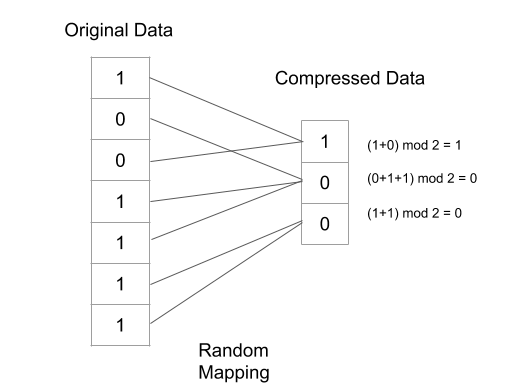 Original Data
Compressed Data
1
0
0
1
1
1
1
1
0
0
(1+0) mod 2 = 1
(0+1+1) mod 2 = 0
(1+1) mod 2 = 0
Random
Mapping